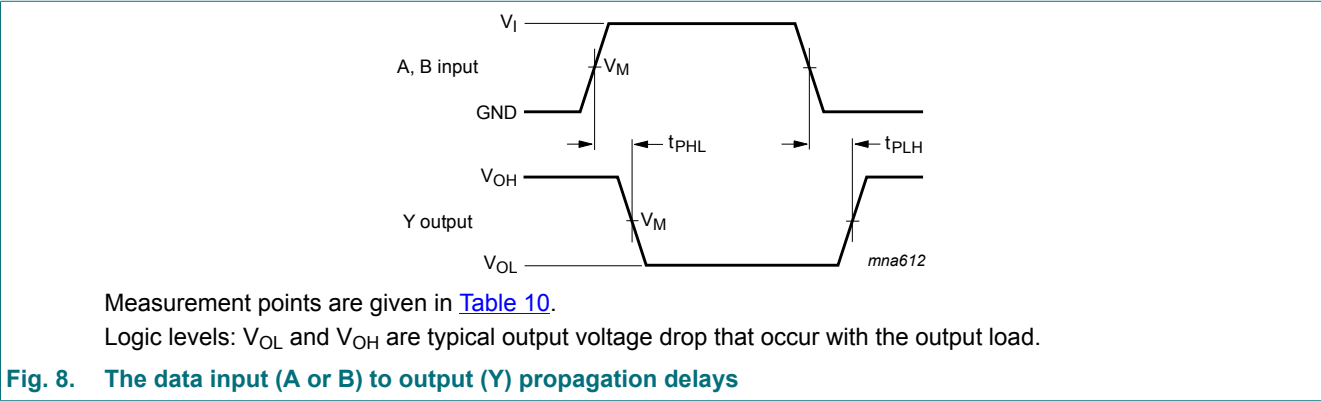 VI
A, B input
VM
GND
tPHL
tPLH
VOH
Y output
VM
VOL
mna612
Measurement points are given in Table 10.
Logic levels: VOL and VOH are typical output voltage drop that occur with the output load.
Fig. 8. The data input (A or B) to output (Y) propagation delays